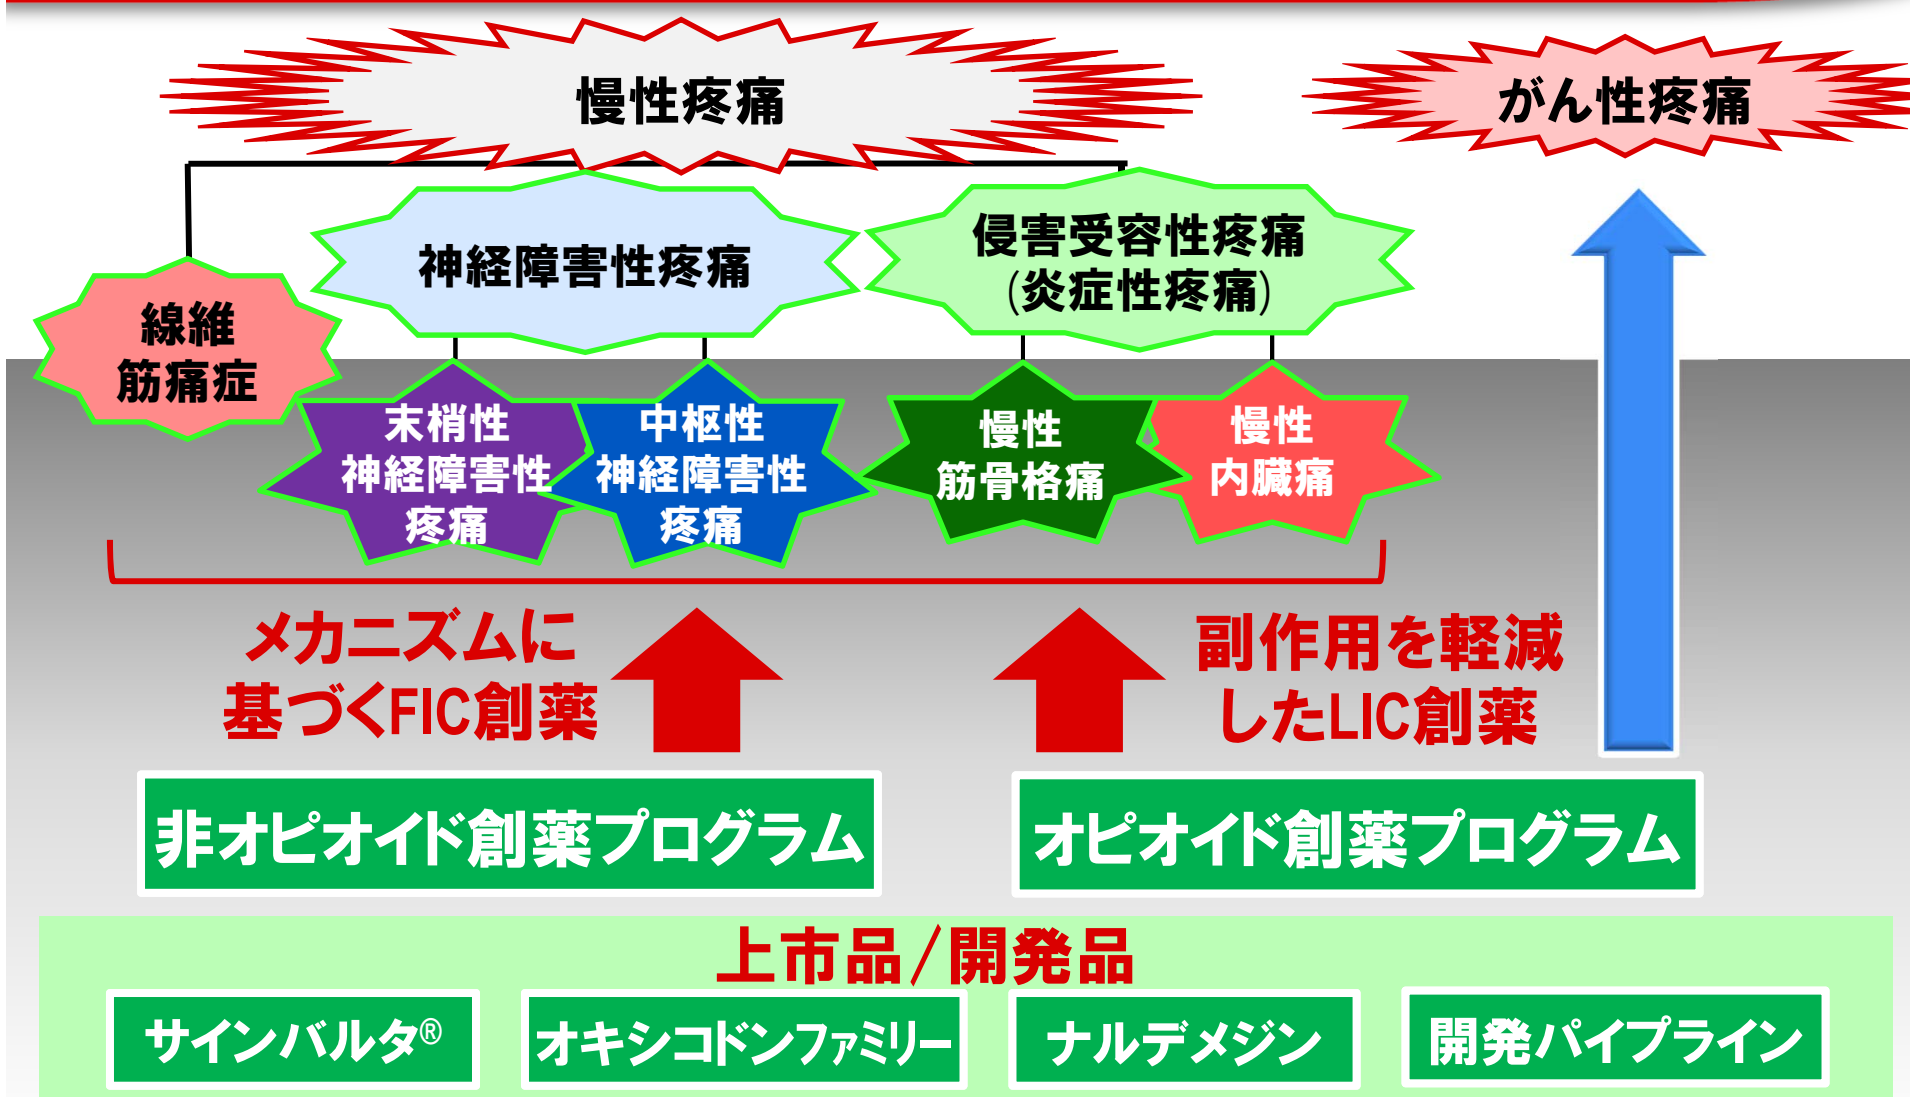 慢性疼痛
がん性疼痛
神経障害性疼痛
侵害受容性疼痛
(炎症性疼痛)
線維
筋痛症
末梢性
神経障害性
疼痛
中枢性
神経障害性
疼痛
慢性
筋骨格痛
慢性
内臓痛
メカニズムに
基づくFIC創薬
副作用を軽減
したLIC創薬
非オピオイド創薬プログラム
オピオイド創薬プログラム
上市品/開発品
サインバルタ®
オキシコドンファミリー
ナルデメジン
開発パイプライン